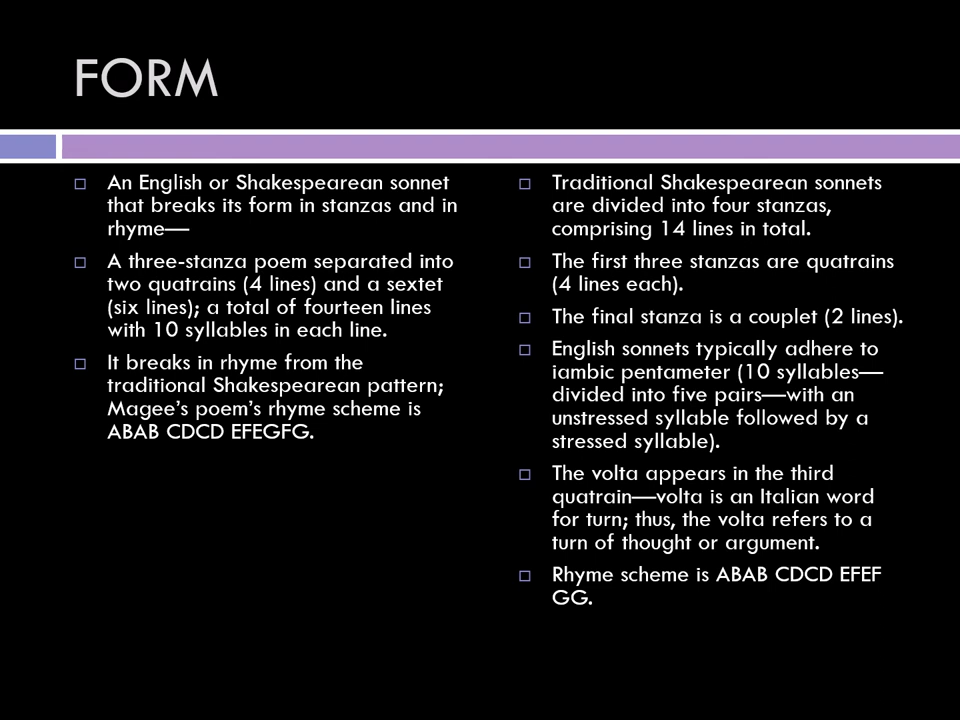 FORM
An English or Shakespearean sonnet
that breaks its form in stanzas and in
rhyme—
A three-stanza poem separated into
two quatrains (4 lines) and a sextet
(six lines); a total of fourteen lines
with 10 syllables in each line.
It breaks in rhyme from the
traditional Shakespearean pattern;
Magee’s poem’s rhyme scheme is
ABAB CDCD EFEGFG.
Traditional Shakespearean sonnets
are divided into four stanzas,
comprising 14 lines in total.
The first three stanzas are quatrains
(4 lines each).
The final stanza is a couplet (2 lines).
English sonnets typically adhere to
iambic pentameter (10 syllables—
divided into five pairs—with an
unstressed syllable followed by a
stressed syllable).
The volta appears in the third
quatrain—volta is an Italian word
for turn; thus, the volta refers to a
turn of thought or argument.
Rhyme scheme is ABAB CDCD EFEF
GG.